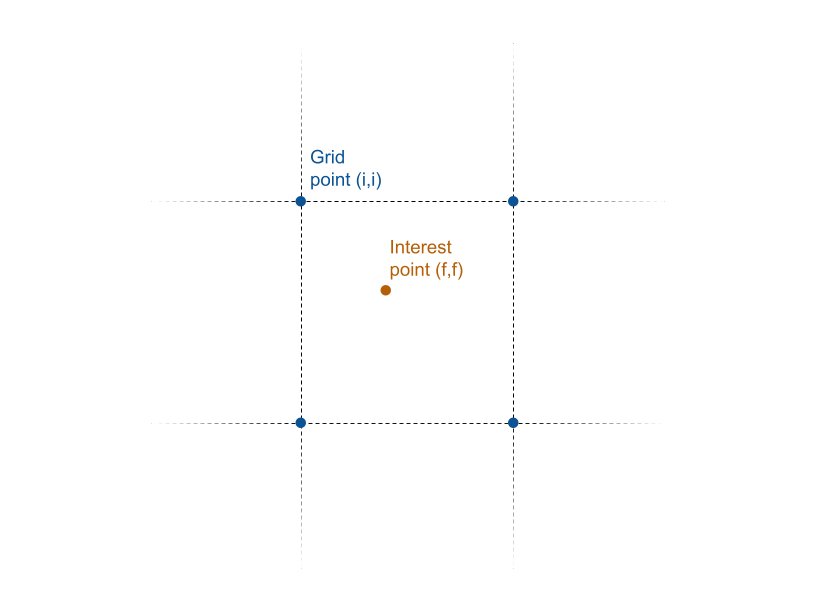 Grid
point (i,i)
Interest
point (f,f)